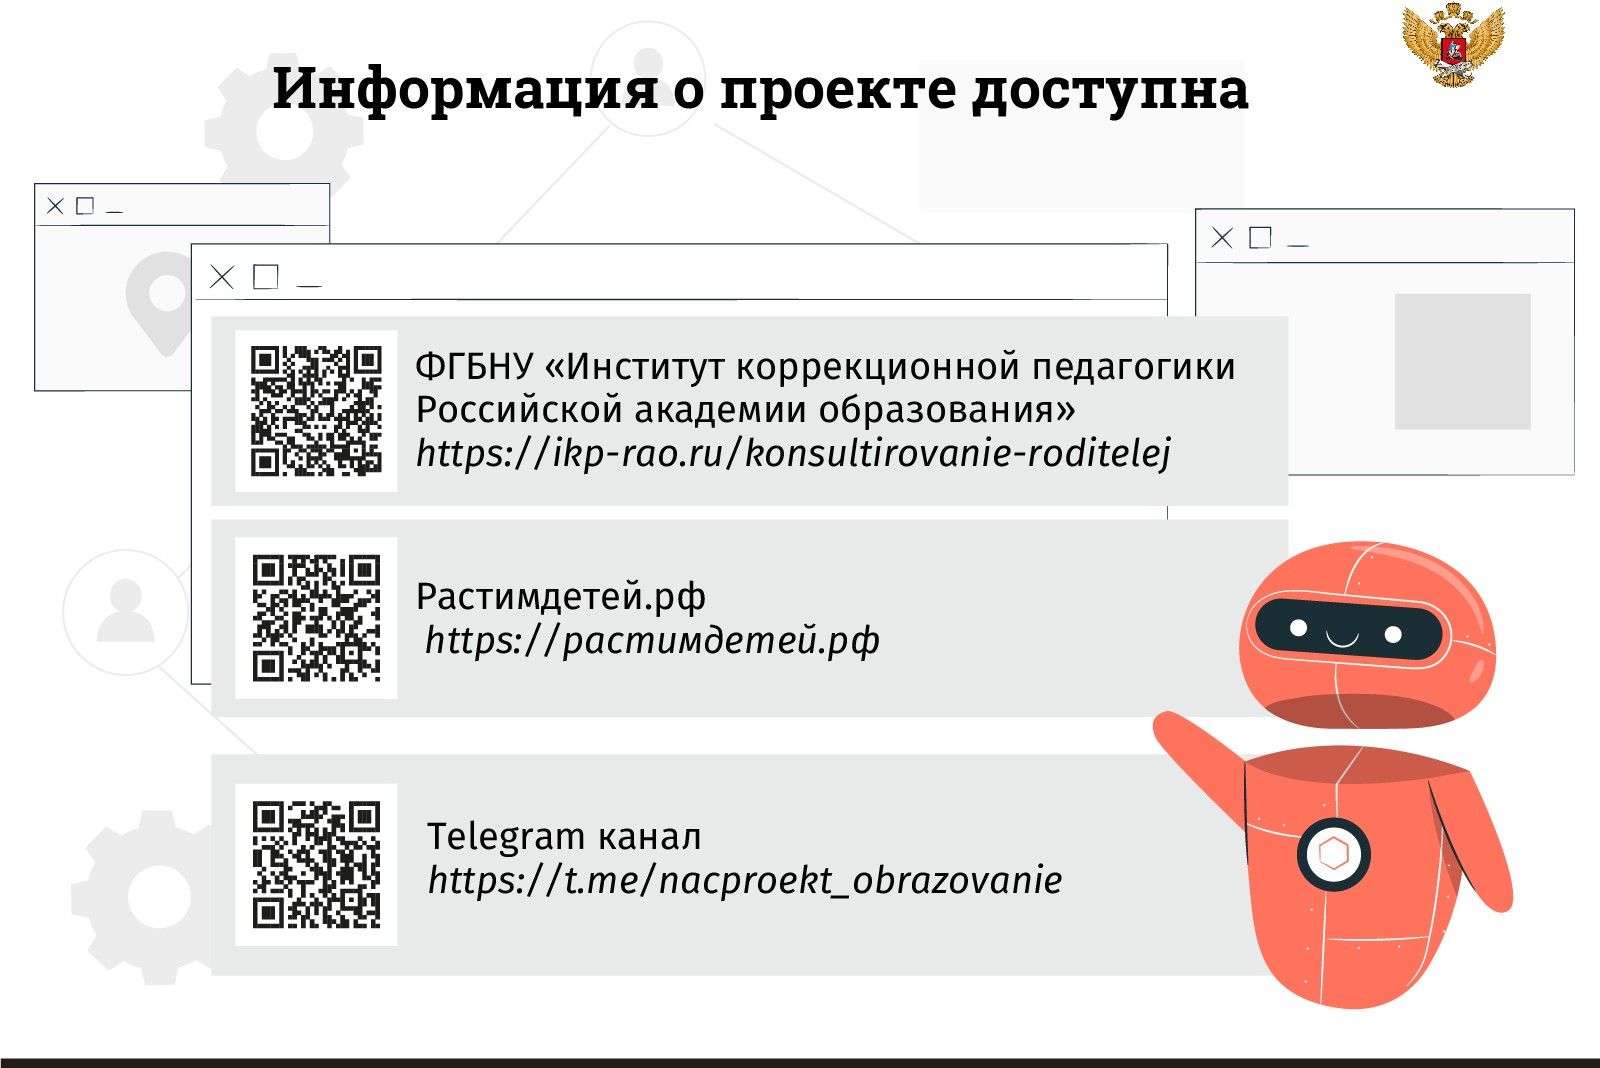 Информация о проекте доступна
ФГБНУ «Институт коррекционной педагогики
Российской академии образования»
https://ikp-rao.ru/konsultirovanie-roditelej
Растимдетей.рф
https://растимдетей.рф
Telegram канал
https://t.me/nacproekt_obrazovanie